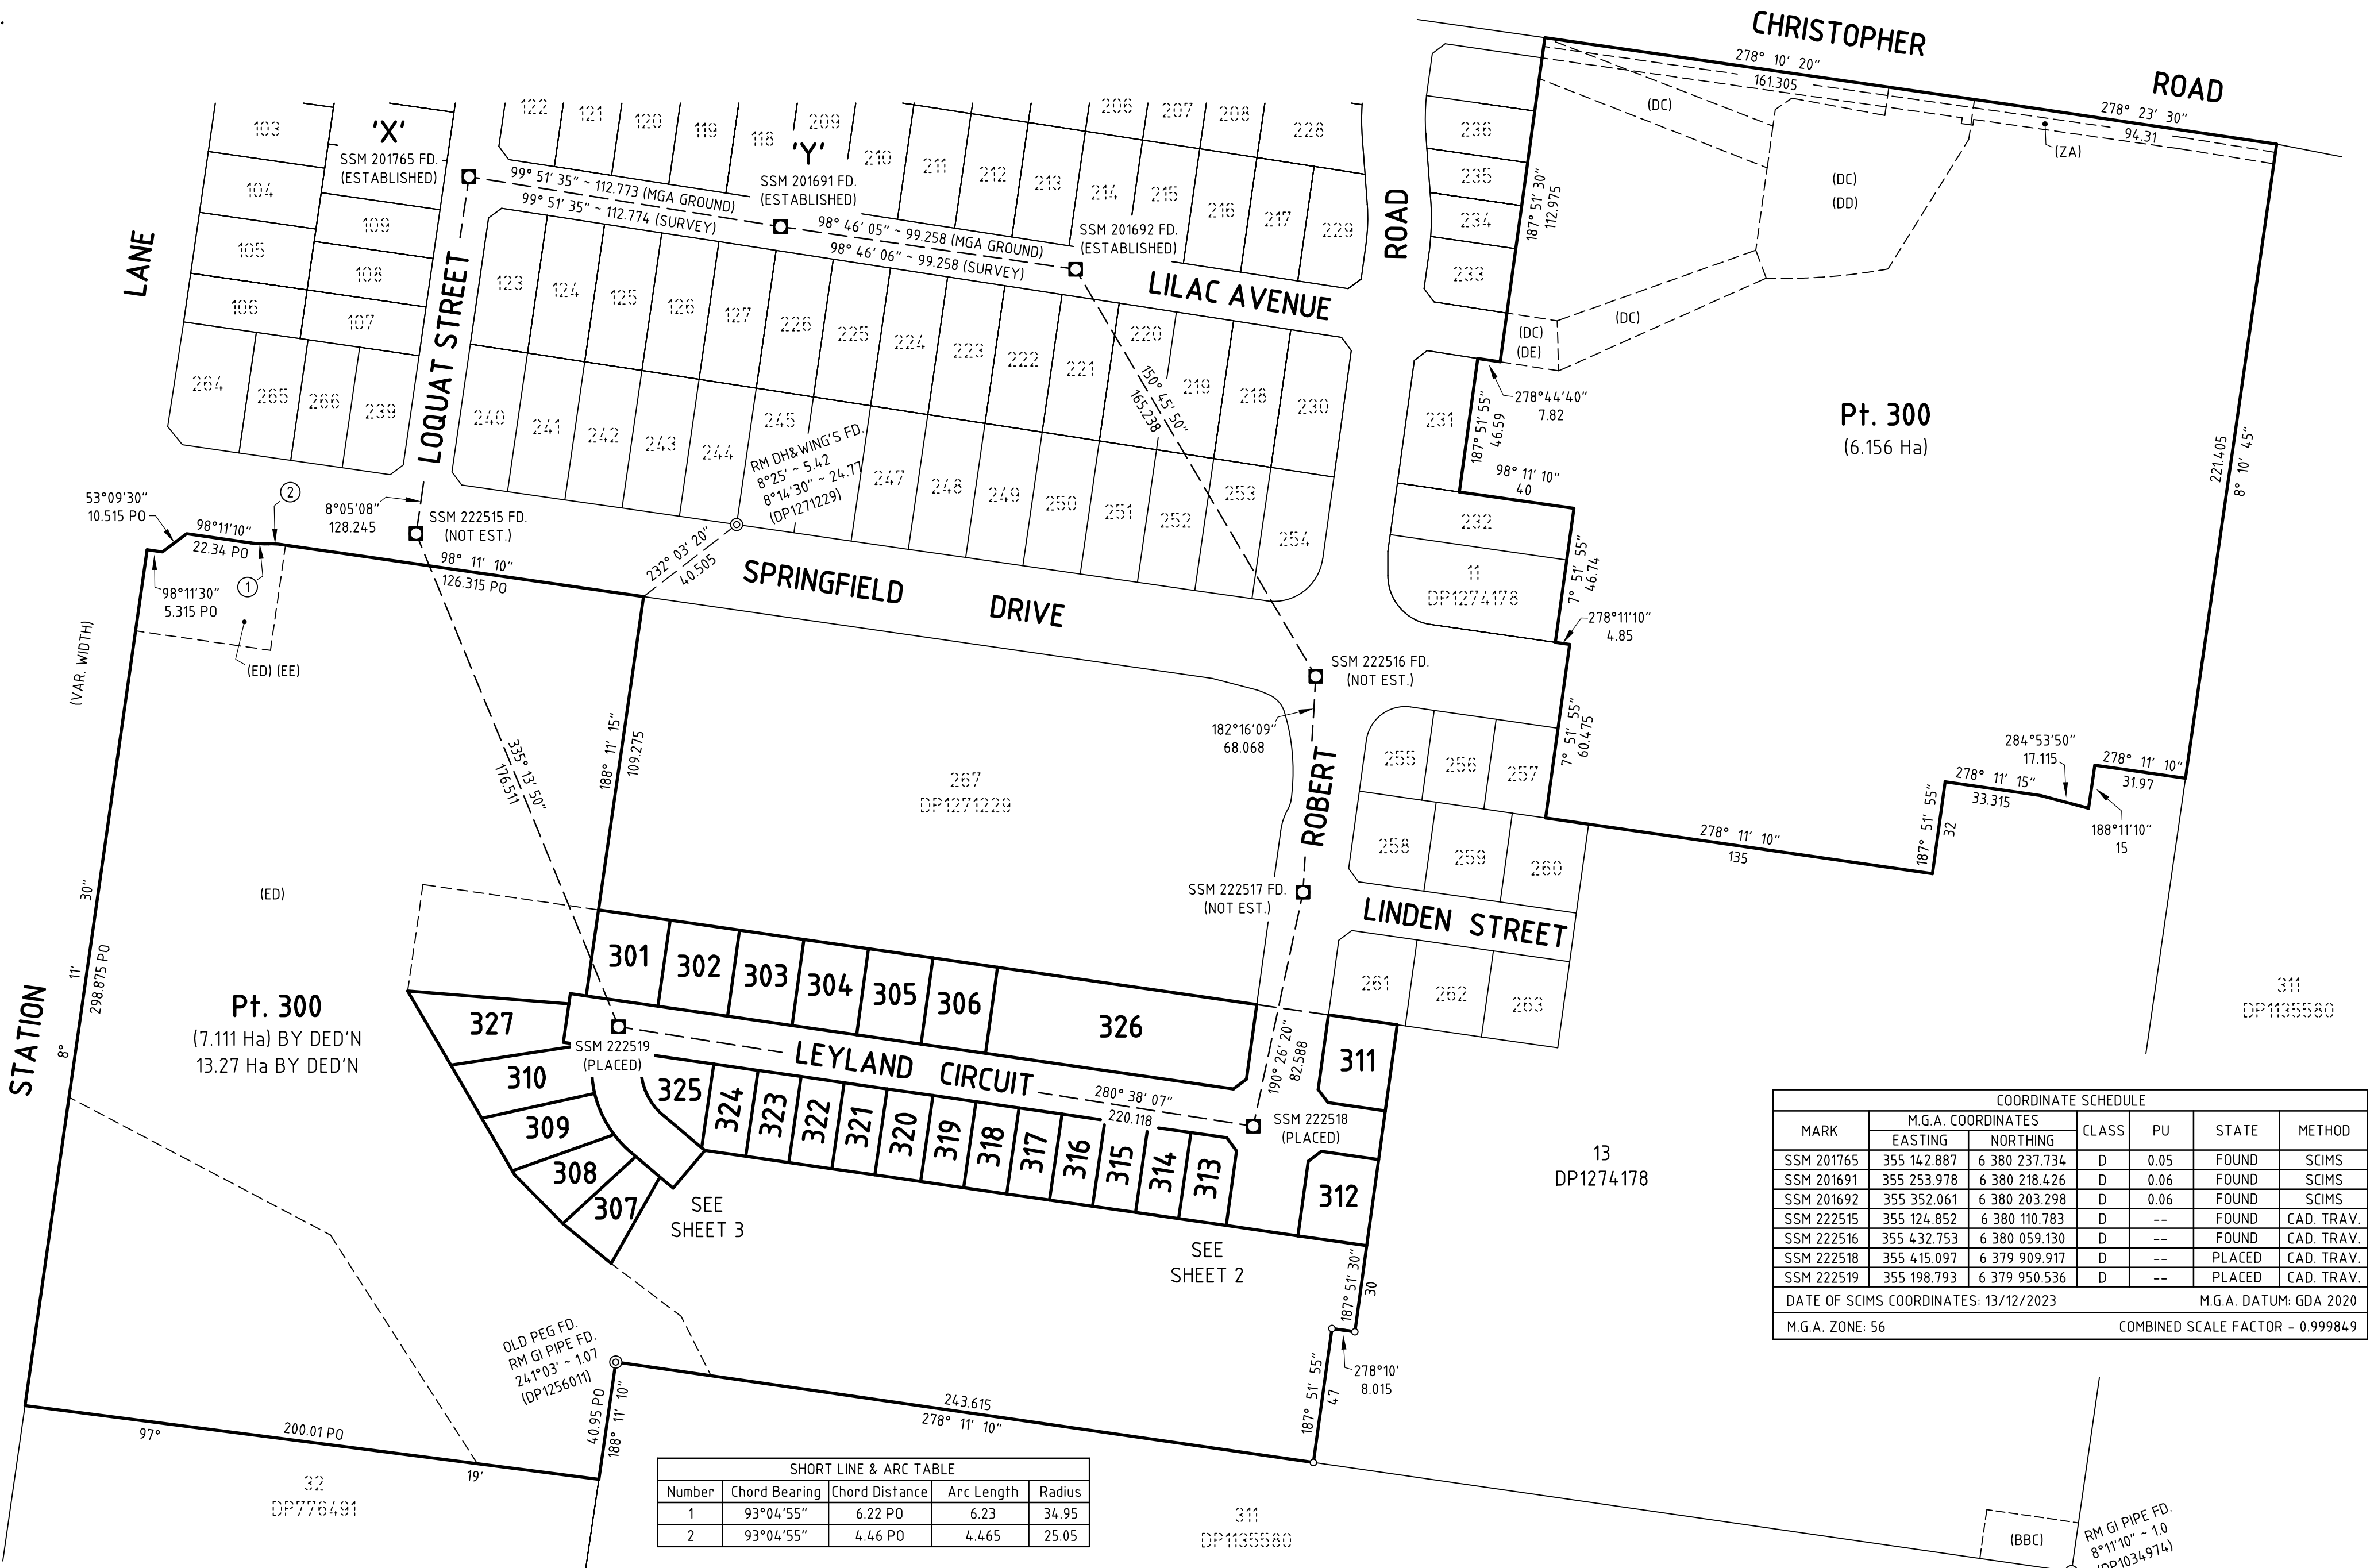 CHRISTOPHER
ROAD
278° 10' 20"
161.305
278° 23' 30"
94.31
(ZA)
(DC)
(DC)
(DD)
(DC)
(DC)
(DE)
103
104
105
106
'X'
SSM 201765 FD.
(ESTABLISHED)
109
108
107
122
121
120
119
118
209
'Y'
SSM 201691 FD.
(ESTABLISHED)
210
211
212
213
206
207
208
228
214
215
216
217
229
SSM 201692 FD.
(ESTABLISHED)
99° 51' 35" ~ 112.773 (MGA GROUND)
99° 51' 35" ~ 112.774 (SURVEY)
98° 46' 05" ~ 99.258 (MGA GROUND)
98° 46' 06" ~ 99.258 (SURVEY)
LILAC AVENUE
ROAD
236
235
234
233
187° 51' 30"
112.975
LANE
LOQUAT STREET
123
124
125
126
127
226
225
224
223
222
221
220
219
218
230
264
265
266
239
240
241
242
243
244
245
247
248
249
250
251
252
253
254
150° 45' 50"
165.238
231
187° 51' 55"
46.59
278°44'40"
7.82
98° 11' 10"
40
232
11
DP1274178
7° 51' 55"
46.74
278°11'10"
4.85
Pt. 300
(6.156 Ha)
221.405
8° 10' 45"
RM DH&WING'S FD.
8°25' ~ 5.42
8°14'30" ~ 24.77
(DP1271229)
53°09'30"
10.515 PO
98°11'10"
22.34 PO
2
1
8°05'08"
128.245
SSM 222515 FD.
(NOT EST.)
98° 11' 10"
126.315 PO
232° 03' 20"
40.505
98°11'30"
5.315 PO
(ED) (EE)
(VAR. WIDTH)
SPRINGFIELD
DRIVE
SSM 222516 FD.
(NOT EST.)
182°16'09"
68.068
ROBERT
7° 51' 55"
60.475
255
256
257
258
259
260
335° 13' 50"
176.511
188° 11' 15"
109.275
267
DP1271229
SSM 222517 FD.
(NOT EST.)
LINDEN STREET
261
262
263
278° 11' 10"
135
187° 51' 55"
32
278° 11' 15"
33.315
284°53'50"
17.115
278° 11' 10"
31.97
188°11'10"
15
311
DP1135580
(ED)
8° 11' 30"
298.875 PO
STATION
Pt. 300
(7.111 Ha) BY DED'N
13.27 Ha BY DED'N
301
302
303
304
305
306
326
327
310
309
308
307
SSM 222519
(PLACED)
LEYLAND CIRCUIT
280° 38' 07"
220.118
SSM 222518
(PLACED)
190° 26' 20"
82.588
311
312
325
324
323
322
321
320
319
318
317
316
315
314
313
SEE
SHEET 3
SEE
SHEET 2
13
DP1274178
187° 51' 30"
30
278°10'
8.015
187° 51' 55"
47
OLD PEG FD.
RM GI PIPE FD.
241°03' ~ 1.07
(DP1256011)
40.95 PO
188° 11' 10"
243.615
278° 11' 10"
200.01 PO
97° 19'
32
DP776491
311
DP1135580
(BBC)
RM GI PIPE FD.
8°11'10" ~ 1.0
(DP1034974)
COORDINATE SCHEDULE
MARK M.G.A. COORDINATES CLASS PU STATE METHOD
EASTING NORTHING
SSM 201765 355 142.887 6 380 237.734 D 0.05 FOUND SCIMS
SSM 201691 355 253.978 6 380 218.426 D 0.06 FOUND SCIMS
SSM 201692 355 352.061 6 380 203.298 D 0.06 FOUND SCIMS
SSM 222515 355 124.852 6 380 110.783 D -- FOUND CAD. TRAV.
SSM 222516 355 432.753 6 380 059.130 D -- FOUND CAD. TRAV.
SSM 222518 355 415.097 6 379 909.917 D -- PLACED CAD. TRAV.
SSM 222519 355 198.793 6 379 950.536 D -- PLACED CAD. TRAV.
DATE OF SCIMS COORDINATES: 13/12/2023 M.G.A. DATUM: GDA 2020
M.G.A. ZONE: 56 COMBINED SCALE FACTOR - 0.999849
SHORT LINE & ARC TABLE
Number Chord Bearing Chord Distance Arc Length Radius
1 93°04'55" 6.22 PO 6.23 34.95
2 93°04'55" 4.46 PO 4.465 25.05